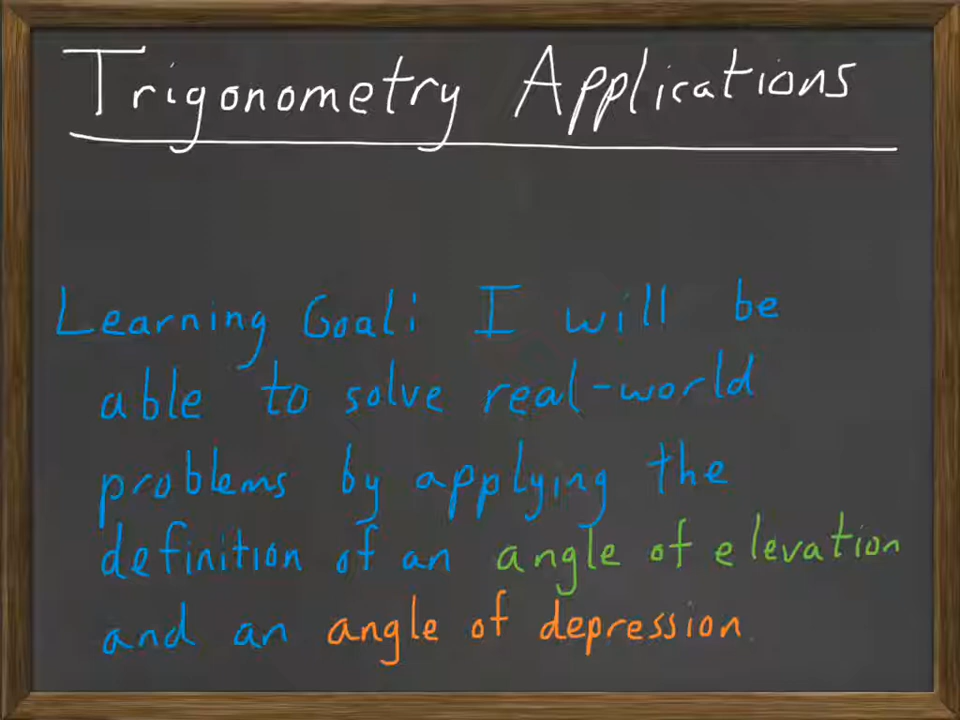 Trigonometry Applications
Learning Goal: I will be
able to solve real-world
problems by applying the
definition of an angle of elevation
and an angle of depression.